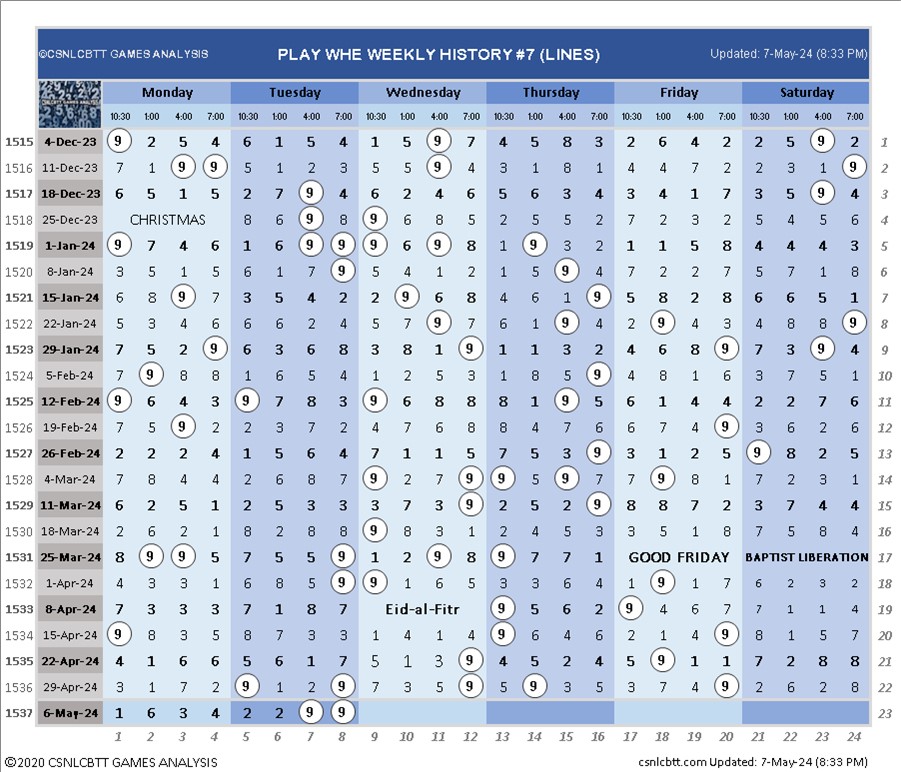 ©CSNLCBTT GAMES ANALYSIS PLAY WHE WEEKLY HISTORY #7 (LINES) Updated: 7-May-24 (8:33 PM)
Monday Tuesday Wednesday Thursday Friday Saturday
10:30 1:00 4:00 7:00 10:30 1:00 4:00 7:00 10:30 1:00 4:00 7:00 10:30 1:00 4:00 7:00 10:30 1:00 4:00 7:00 10:30 1:00 4:00 7:00
1515 4-Dec-23 9 2 5 4 6 1 5 4 1 5 9 7 4 5 8 3 2 6 4 2 2 5 9 2 1
1516 11-Dec-23 7 1 9 9 5 1 2 3 5 5 9 4 3 1 8 1 4 4 7 2 2 3 1 9 2
1517 18-Dec-23 6 5 1 5 2 7 9 4 6 2 4 6 5 6 3 4 3 4 1 7 3 5 9 4 3
1518 25-Dec-23 CHRISTMAS 8 6 9 8 9 6 8 5 2 5 5 2 7 2 3 2 5 4 5 6 4
1519 1-Jan-24 9 7 4 6 1 6 9 9 9 6 9 8 1 9 3 2 1 1 5 8 4 4 4 3 5
1520 8-Jan-24 3 5 1 5 6 1 7 9 5 4 1 2 1 5 9 4 7 2 2 7 5 7 1 8 6
1521 15-Jan-24 6 8 9 7 3 5 4 2 2 9 6 8 4 6 1 9 5 8 2 8 6 6 5 1 7
1522 22-Jan-24 5 3 4 6 6 6 2 4 5 7 9 7 6 1 9 8 2 9 4 3 4 8 8 9 8
1523 29-Jan-24 7 5 2 9 6 3 6 8 3 8 1 9 1 1 3 2 4 6 8 9 7 3 9 4 9
1524 5-Feb-24 2 9 8 8 1 6 5 4 1 2 5 3 1 8 5 9 4 8 1 6 3 7 5 1 10
1525 12-Feb-24 9 6 4 3 9 7 8 3 9 6 8 8 8 1 9 5 6 1 4 4 2 2 7 6 11
1526 19-Feb-24 7 5 9 2 2 3 7 2 4 7 6 8 8 4 7 6 6 7 4 9 3 6 2 6 12
1527 26-Feb-24 2 2 2 4 1 5 6 4 7 1 1 5 7 5 3 9 3 1 2 5 9 8 2 5 13
1528 4-Mar-24 7 8 4 4 2 6 8 7 9 2 7 9 9 5 9 7 7 9 8 1 7 2 3 1 14
1529 11-Mar-24 6 2 5 1 2 5 3 3 3 7 3 9 2 5 2 9 8 8 7 2 3 7 4 4 15
1530 18-Mar-24 2 6 2 1 8 2 8 8 9 8 3 1 2 4 5 3 3 5 1 8 7 5 8 4 16
1531 25-Mar-24 8 9 9 5 7 5 5 9 1 2 9 8 9 7 7 1 GOOD FRIDAY BAPTIST LIBERATION 17
1532 1-Apr-24 4 3 3 1 6 8 5 9 9 1 6 5 3 3 6 4 1 9 1 7 6 2 3 2 18
1533 8-Apr-24 7 3 3 3 7 1 8 7 Eid-al-Fitr 9 5 6 2 9 4 6 7 7 1 1 4 19
1534 15-Apr-24 9 8 3 5 8 7 3 3 1 4 1 4 9 6 4 6 2 1 4 9 8 1 5 7 20
1535 22-Apr-24 4 1 6 6 5 6 1 7 5 1 3 9 4 5 2 4 5 9 1 1 7 2 8 8 21
1536 29-Apr-24 3 1 7 2 9 1 2 9 7 3 5 9 5 9 3 5 3 7 4 9 2 6 2 8 22
1537 6-May-24 1 6 3 4 2 2 9 9 23
1 2 3 4 5 6 7 8 9 10 11 12 13 14 15 16 17 18 19 20 21 22 23 24
©2020 CSNLCBTT GAMES ANALYSIS csnlcbtt.com Updated: 7-May-24 (8:33 PM)